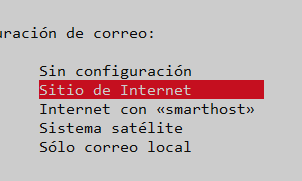 uración de correo:
Sin configuración
Sitio de Internet
Internet con «smarthost»
Sistema satélite
Sólo correo local